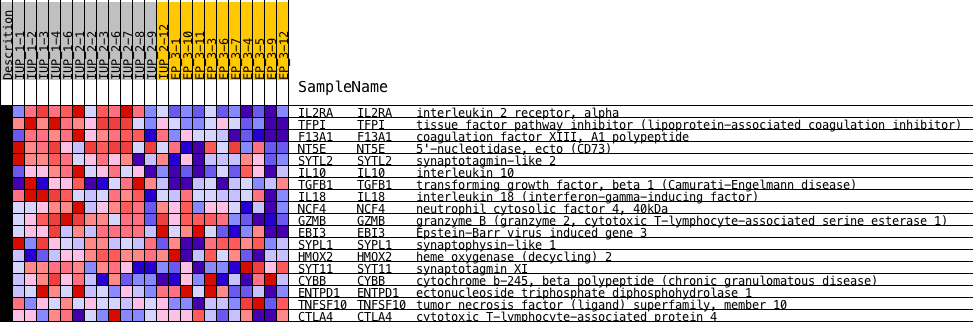 Descrition
IUP_1-1
IUP_1-2
IUP_1-3
IUP_1-4
IUP_1-6
IUP_2-1
IUP_2-2
IUP_2-3
IUP_2-6
IUP_2-7
IUP_2-8
IUP_2-9
IUP_2-12
EP_3-1
EP_3-10
EP_3-11
EP_3-3
EP_3-6
EP_3-7
EP_3-4
EP_3-5
EP_3-9
EP_3-12
SampleName
IL2RA IL2RA interleukin 2 receptor, alpha
TFPI TFPI tissue factor pathway inhibitor (lipoprotein-associated coagulation inhibitor)
F13A1 F13A1 coagulation factor XIII, A1 polypeptide
NT5E NT5E 5'-nucleotidase, ecto (CD73)
SYTL2 SYTL2 synaptotagmin-like 2
IL10 IL10 interleukin 10
TGFB1 TGFB1 transforming growth factor, beta 1 (Camurati-Engelmann disease)
IL18 IL18 interleukin 18 (interferon-gamma-inducing factor)
NCF4 NCF4 neutrophil cytosolic factor 4, 40kDa
GZMB GZMB granzyme B (granzyme 2, cytotoxic T-lymphocyte-associated serine esterase 1)
EBI3 EBI3 Epstein-Barr virus induced gene 3
SYPL1 SYPL1 synaptophysin-like 1
HMOX2 HMOX2 heme oxygenase (decycling) 2
SYT11 SYT11 synaptotagmin XI
CYBB CYBB cytochrome b-245, beta polypeptide (chronic granulomatous disease)
ENTPD1 ENTPD1 ectonucleoside triphosphate diphosphohydrolase 1
TNFSF10 TNFSF10 tumor necrosis factor (ligand) superfamily, member 10
CTLA4 CTLA4 cytotoxic T-lymphocyte-associated protein 4